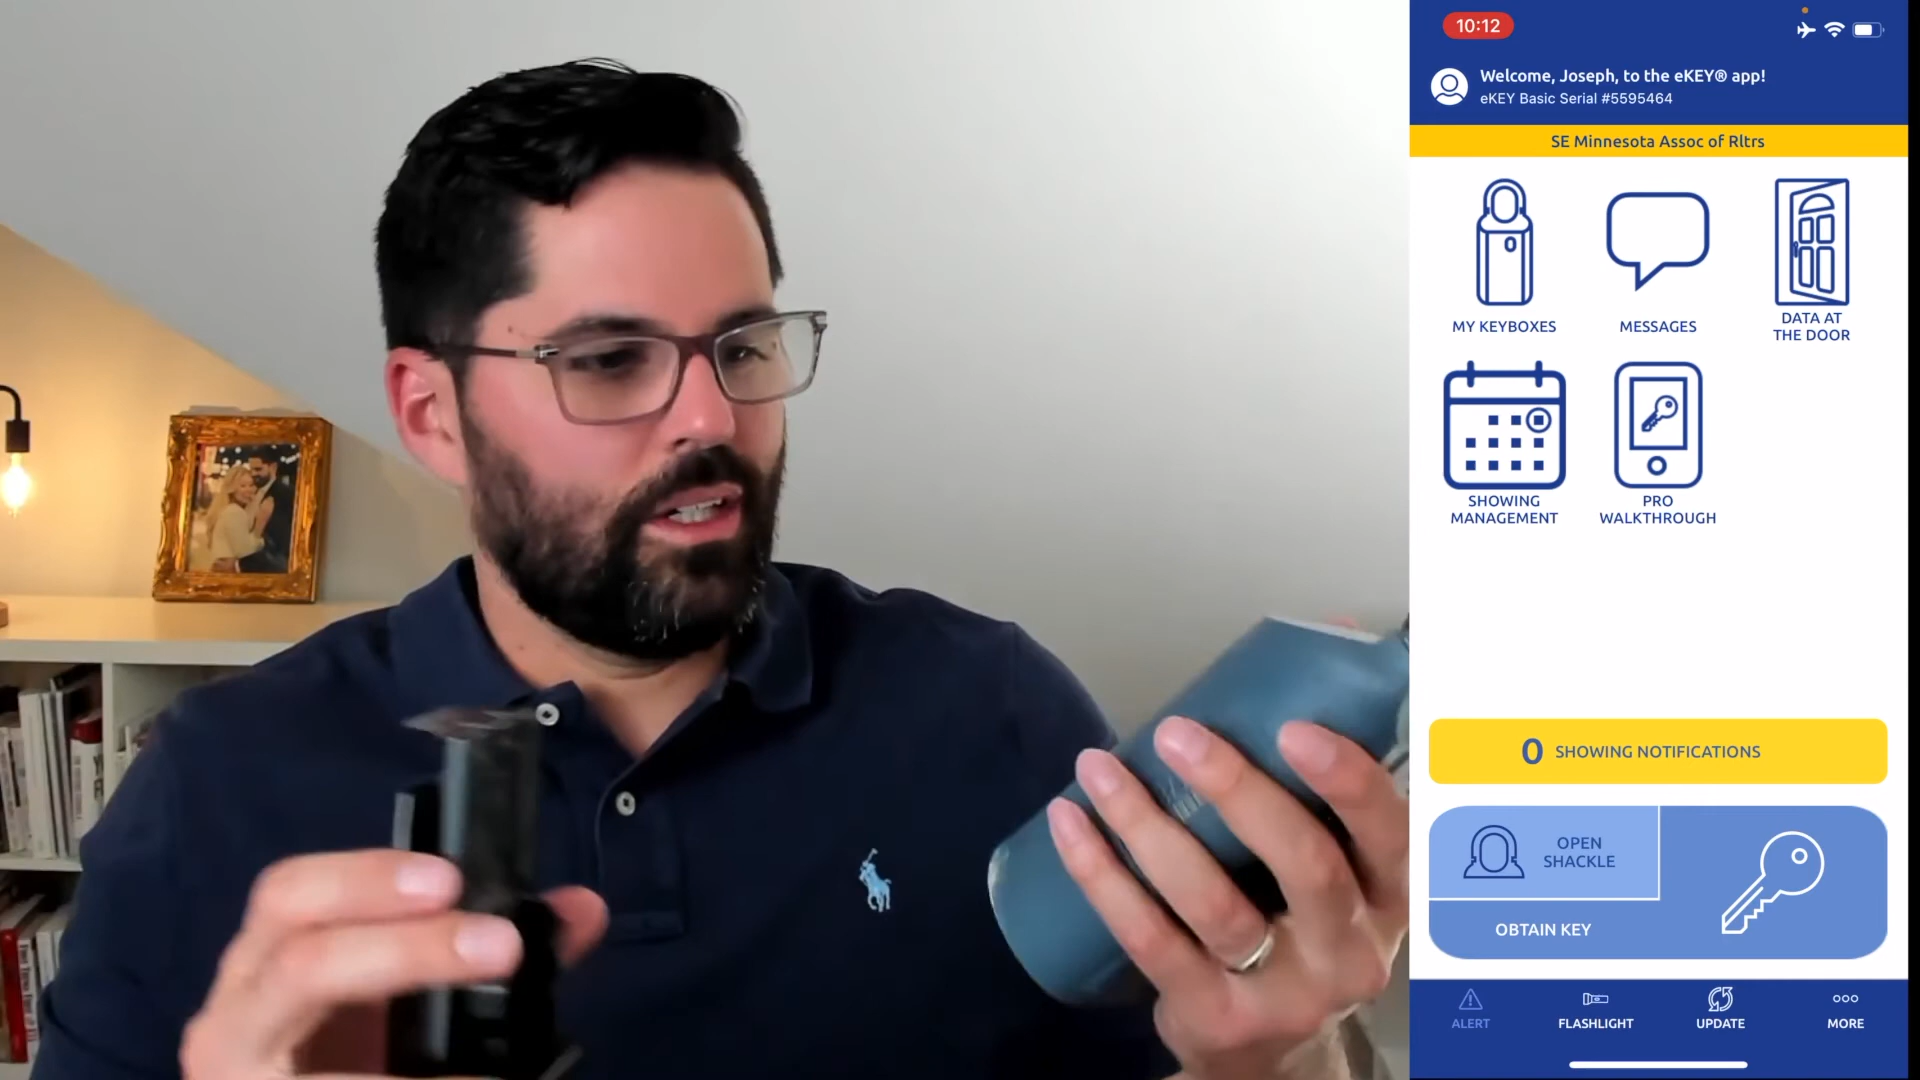 10:12
Welcome, Joseph, to the eKEY® app!
eKEY Basic Serial #5595464
SE Minnesota Assoc of Rltrs
MY KEYBOXES
MESSAGES
DATA AT
THE DOOR
SHOWING
MANAGEMENT
PRO
WALKTHROUGH
0 SHOWING NOTIFICATIONS
OPEN
SHACKLE
OBTAIN KEY
ALERT
FLASHLIGHT
UPDATE
MORE